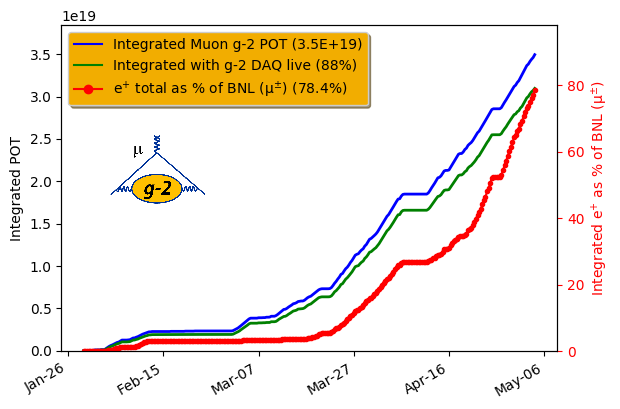 1e19
Integrated Muon g-2 POT (3.5E+19)
Integrated with g-2 DAQ live (88%)
e⁺ total as % of BNL (μ±) (78.4%)
μ
g-2
Integrated POT
3.5
3.0
2.5
2.0
1.5
1.0
0.5
0.0
80
60
40
20
0
Integrated e⁺ as % of BNL (μ±)
Jan-26
Feb-15
Mar-07
Mar-27
Apr-16
May-06